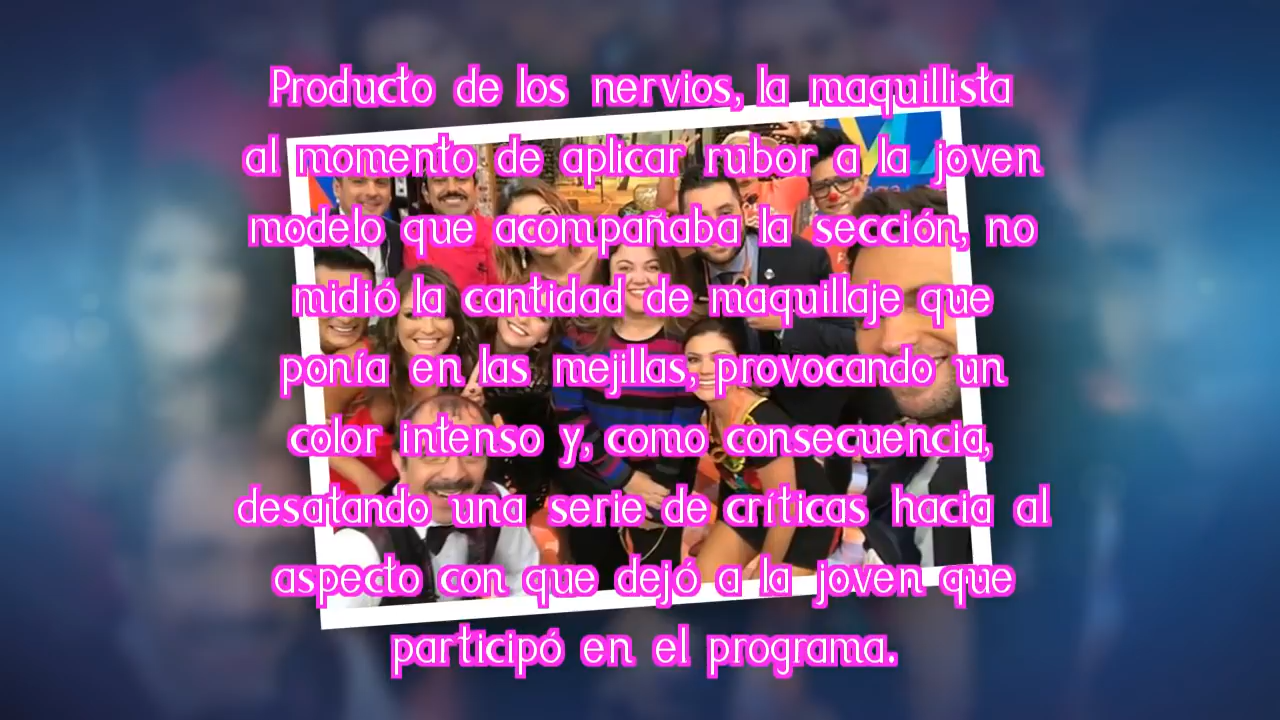 Producto de los nervios, la maquillista
al momento de aplicar rubor a la joven
modelo que acompañaba la sección, no
midió la cantidad de maquillaje que
ponía en las mejillas, provocando un
color intenso y, como consecuencia,
desatando una serie de críticas hacia al
aspecto con que dejó a la joven que
participó en el programa.